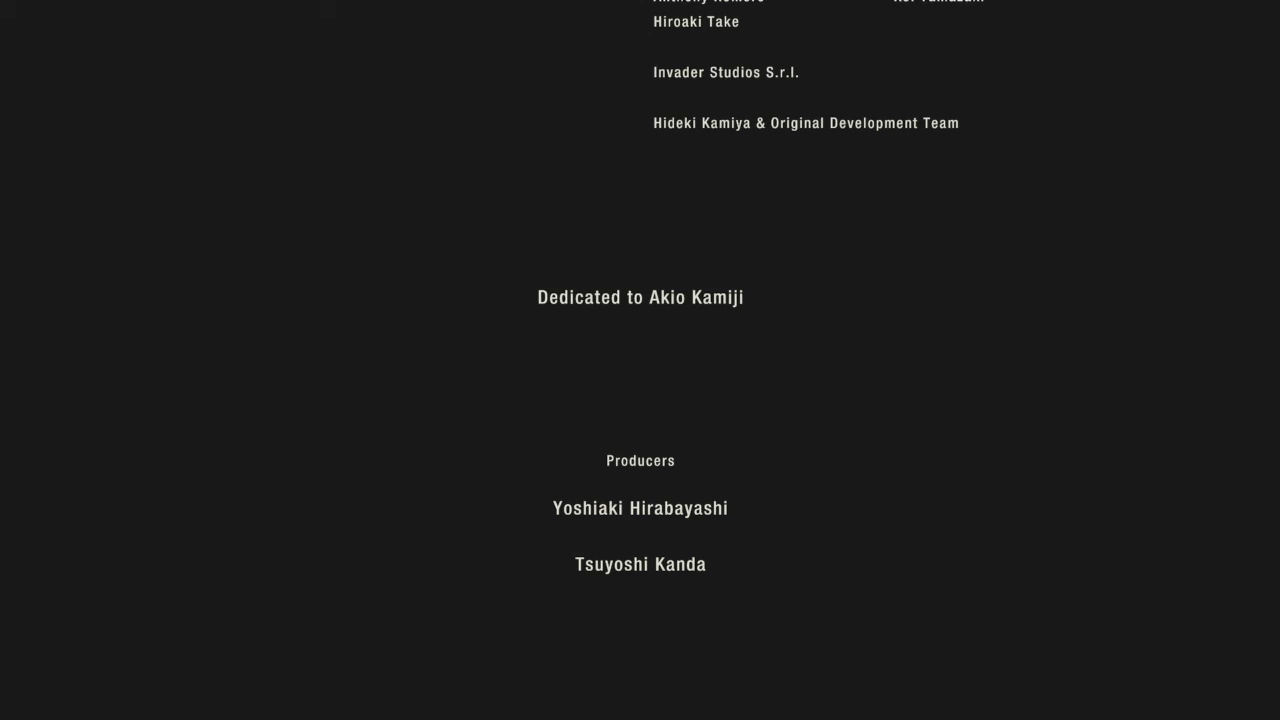 Hiroaki Take
Invader Studios S.r.l.
Hideki Kamiya & Original Development Team
Dedicated to Akio Kamiji
Producers
Yoshiaki Hirabayashi
Tsuyoshi Kanda